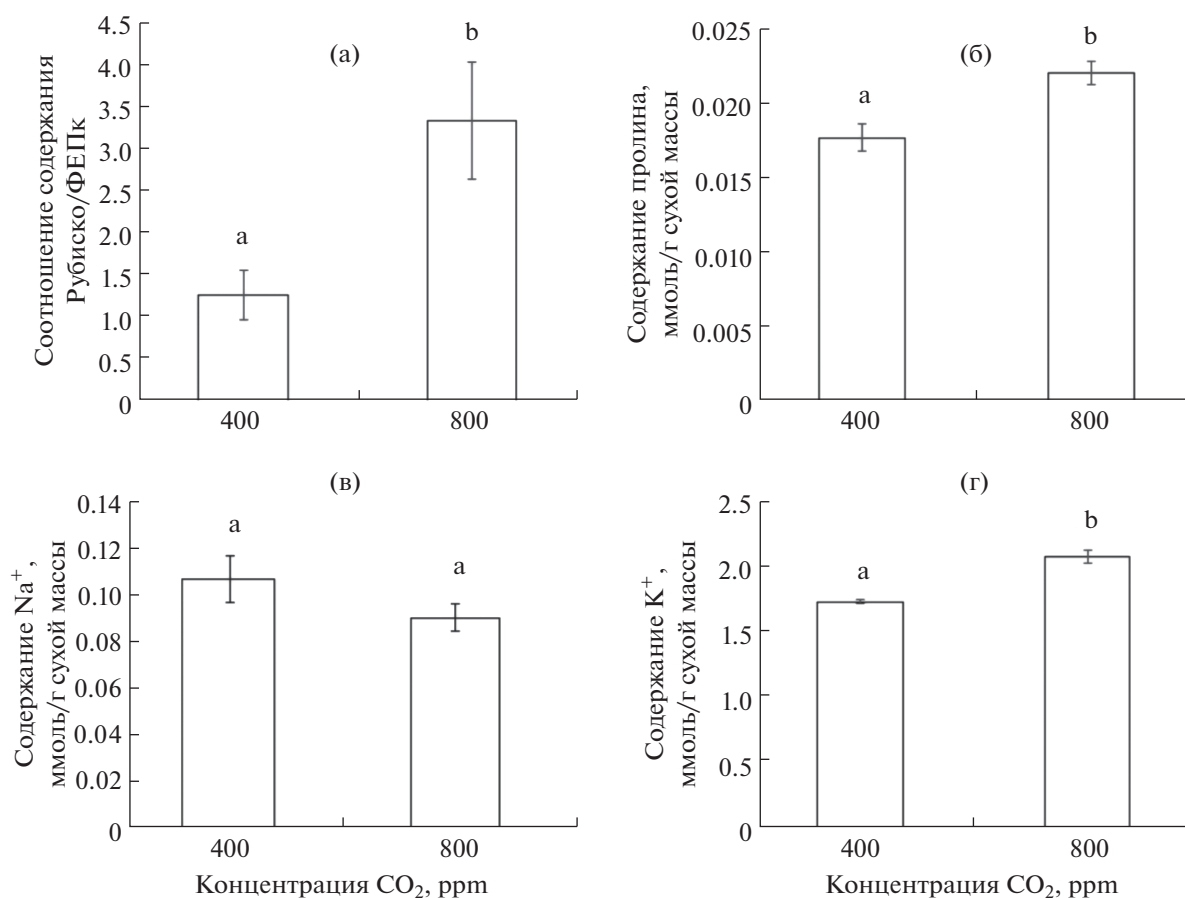 (а)
Соотношение содержания
Рубиско/ФЕПк
4.5
4.0
3.5
3.0
2.5
2.0
1.5
1.0
0.5
0
a
b
400
800
(б)
Содержание пролина,
ммоль/г сухой массы
0.025
0.020
0.015
0.010
0.005
0
a
b
400
800
(в)
Содержание Na⁺,
ммоль/г сухой массы
0.14
0.12
0.10
0.08
0.06
0.04
0.02
0
a
a
400
800
Концентрация CO₂, ppm
(г)
Содержание K⁺,
ммоль/г сухой массы
2.5
2.0
1.5
1.0
0.5
0
a
b
400
800
Концентрация CO₂, ppm